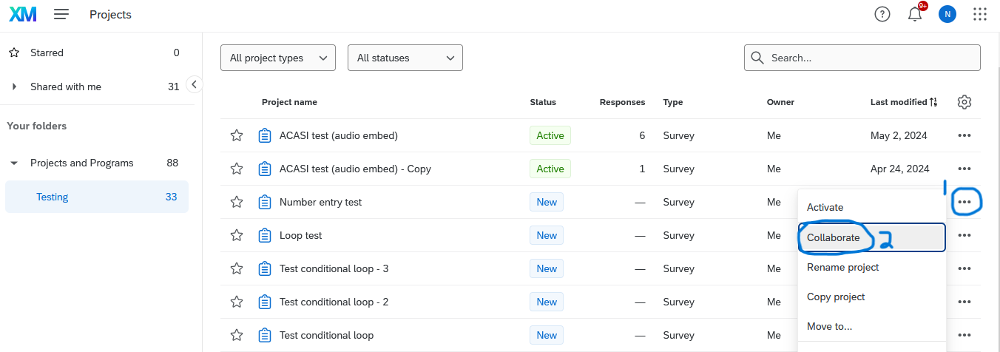 XM Projects ? 9+ N
Starred 0
All project types All statuses Search...
Shared with me 31
Project name Status Responses Type Owner Last modified
Your folders
ACASI test (audio embed) Active 6 Survey Me May 2, 2024
Projects and Programs 88
ACASI test (audio embed) - Copy Active 1 Survey Me Apr 24, 2024
Testing 33
Number entry test New — Survey Me 1
Activate
Loop test New — Survey Me
Collaborate 2
Test conditional loop - 3 New — Survey Me
Rename project
Test conditional loop - 2 New — Survey Me
Copy project
Test conditional loop New — Survey Me
Move to...